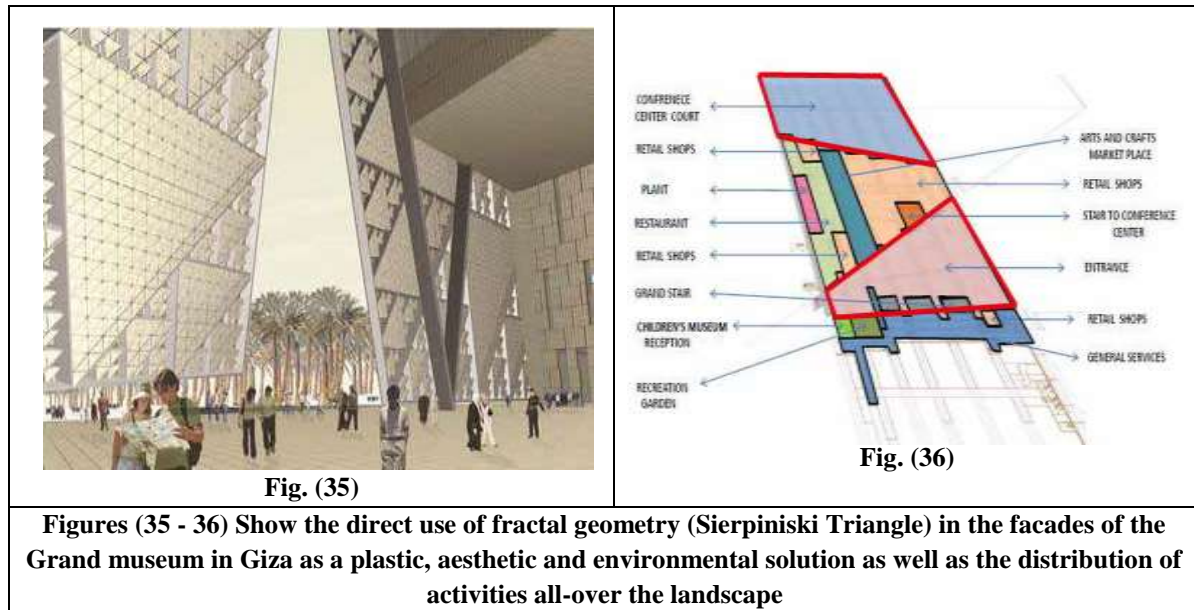 Fig. (35)
CONFRENECE
CENTER COURT
RETAIL SHOPS
PLANT
RESTAURANT
RETAIL SHOPS
GRAND STAIR
CHILDREN'S MUSEUM
RECEPTION
RECREATION
GARDEN
ARTS AND CRAFTS
MARKET PLACE
RETAIL SHOPS
STAIR TO CONFERENCE
CENTER
ENTRANCE
RETAIL SHOPS
GENERAL SERVICES
Fig. (36)
Figures (35 - 36) Show the direct use of fractal geometry (Sierpiniski Triangle) in the facades of the
Grand museum in Giza as a plastic, aesthetic and environmental solution as well as the distribution of
activities all-over the landscape